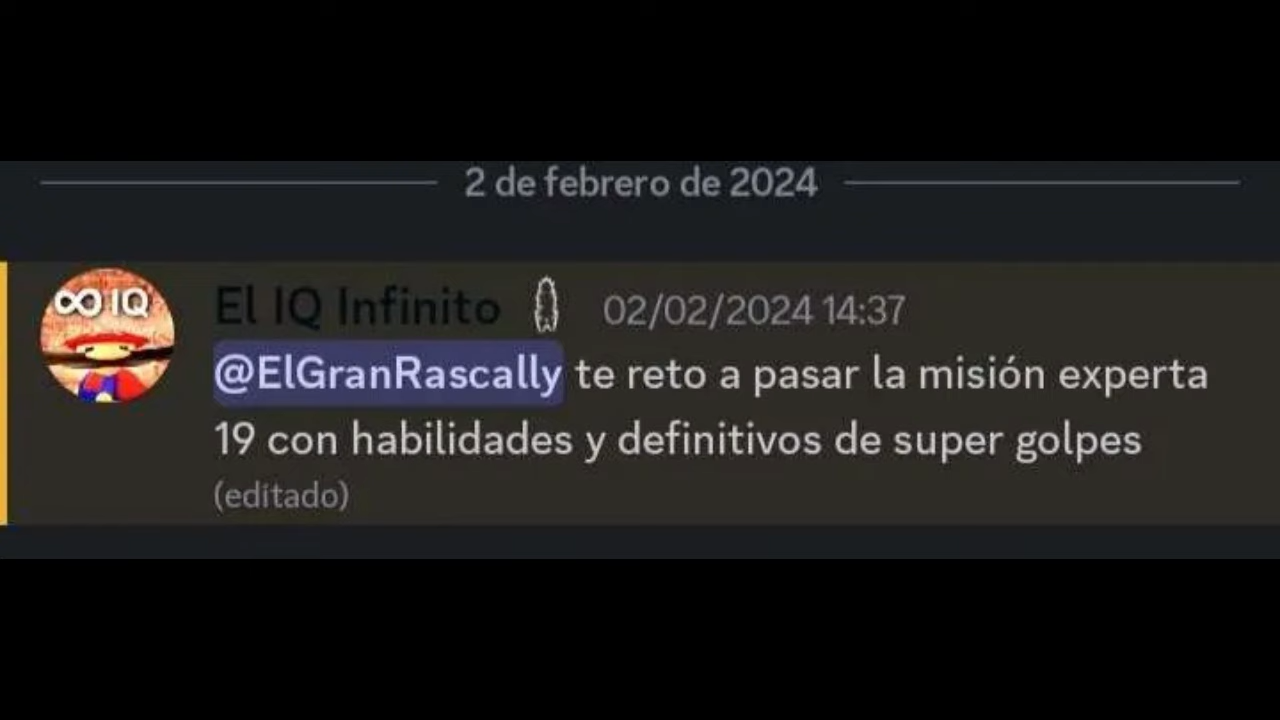 2 de febrero de 2024
∞ IQ
El IQ Infinito 02/02/2024 14:37
@ElGranRascally te reto a pasar la misión experta
19 con habilidades y definitivos de super golpes
(editado)